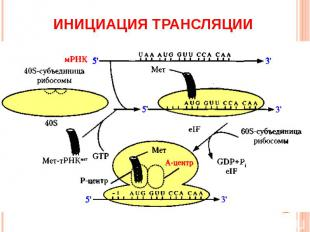 ИНИЦИАЦИЯ ТРАНСЛЯЦИИ
мРНК
UAA AUG GUU CCA CAA
5' 3'
40S-субъединица
рибосомы
Мет
AUG GUU CCA CAA
5' 3'
40S
eIF
60S-субъединица
рибосомы
Мет-тРНК
GTP
Мет
А-центр
GDP+Pi
eIF
Р-центр
5' AUG GUU CCA CAA 3'